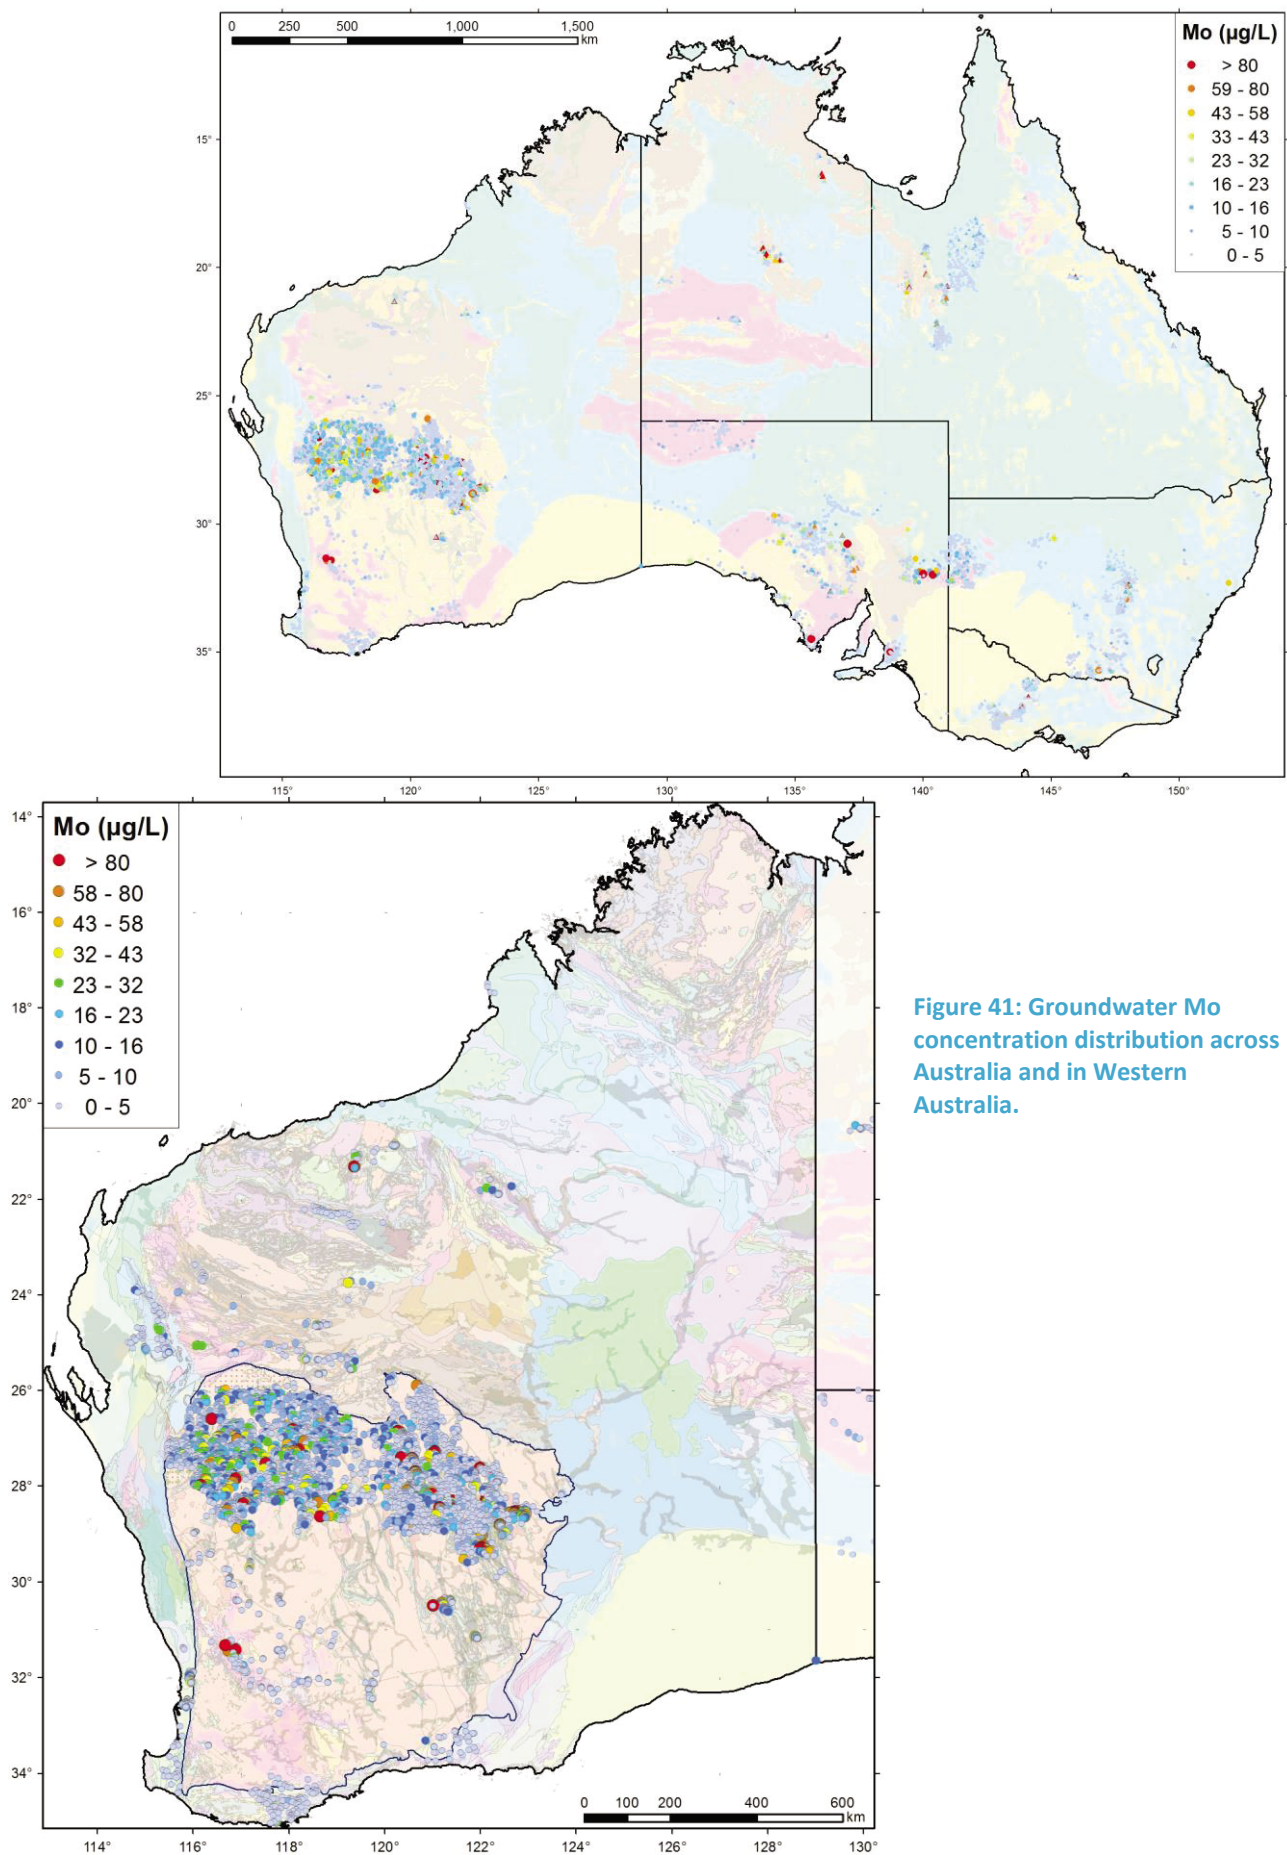 0 250 500 1,000 1,500
km
Mo (µg/L)
> 80
59 - 80
43 - 58
33 - 43
23 - 32
16 - 23
10 - 16
5 - 10
0 - 5
15°
20°
25°
30°
35°
115° 120° 125° 130° 135° 140° 145° 150°
Mo (µg/L)
> 80
58 - 80
43 - 58
32 - 43
23 - 32
16 - 23
10 - 16
5 - 10
0 - 5
14°
16°
18°
20°
22°
24°
26°
28°
30°
32°
34°
Figure 41: Groundwater Mo
concentration distribution across
Australia and in Western
Australia.
0 100 200 400 600
km
114° 116° 118° 120° 122° 124° 126° 128° 130°